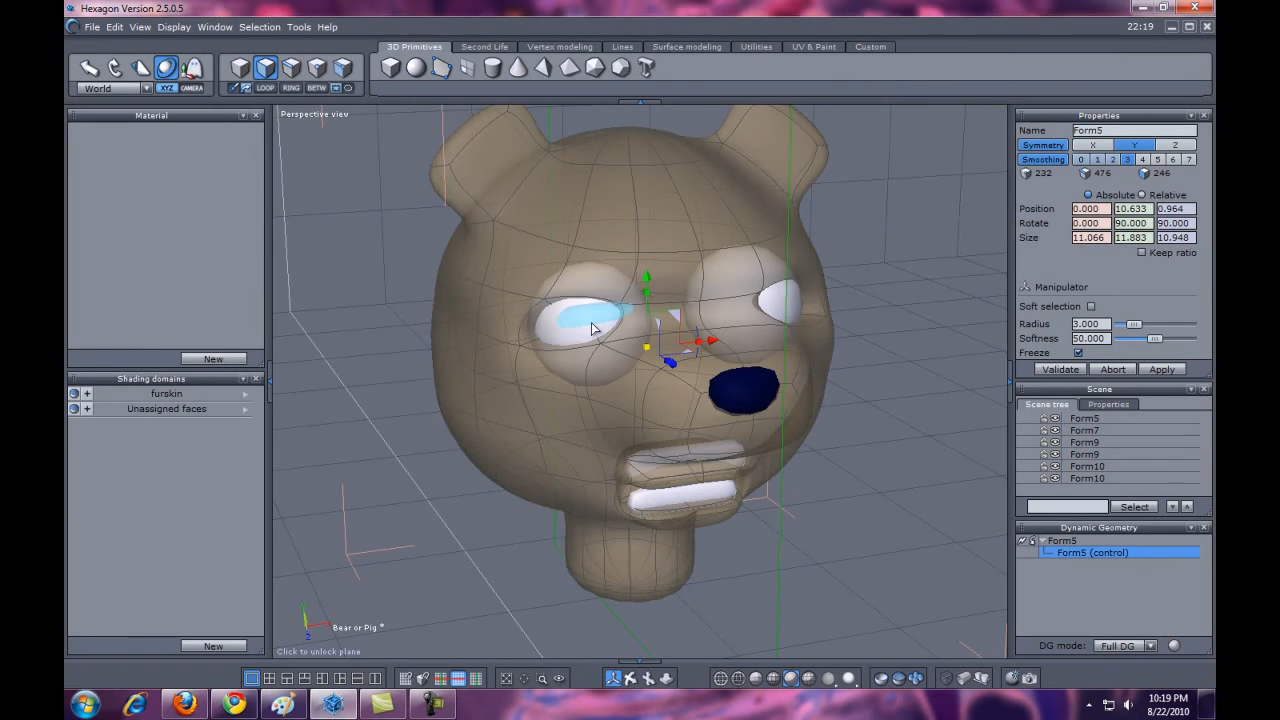 Hexagon Version 2.5.0.5
File Edit View Display Window Selection Tools Help
22:19
3D Primitives Second Life Vertex modeling Lines Surface modeling Utilities UV & Paint Custom
World XYZ CAMERA LOOP RING BETW
Material
New
Shading domains
furskin
Unassigned faces
New
Perspective view
Bear or Pig *
Click to unlock plane
Properties
Name Form5
Symmetry X Y Z
Smoothing 0 1 2 3 4 5 6 7
232 476 246
Absolute Relative
Position 0.000 10.633 0.964
Rotate 0.000 90.000 90.000
Size 11.066 11.883 10.948
Keep ratio
Manipulator
Soft selection
Radius 3.000
Softness 50.000
Freeze
Validate Abort Apply
Scene
Scene tree Properties
Form5
Form7
Form9
Form9
Form10
Form10
Select
Dynamic Geometry
Form5
Form5 (control)
DG mode: Full DG
10:19 PM
8/22/2010